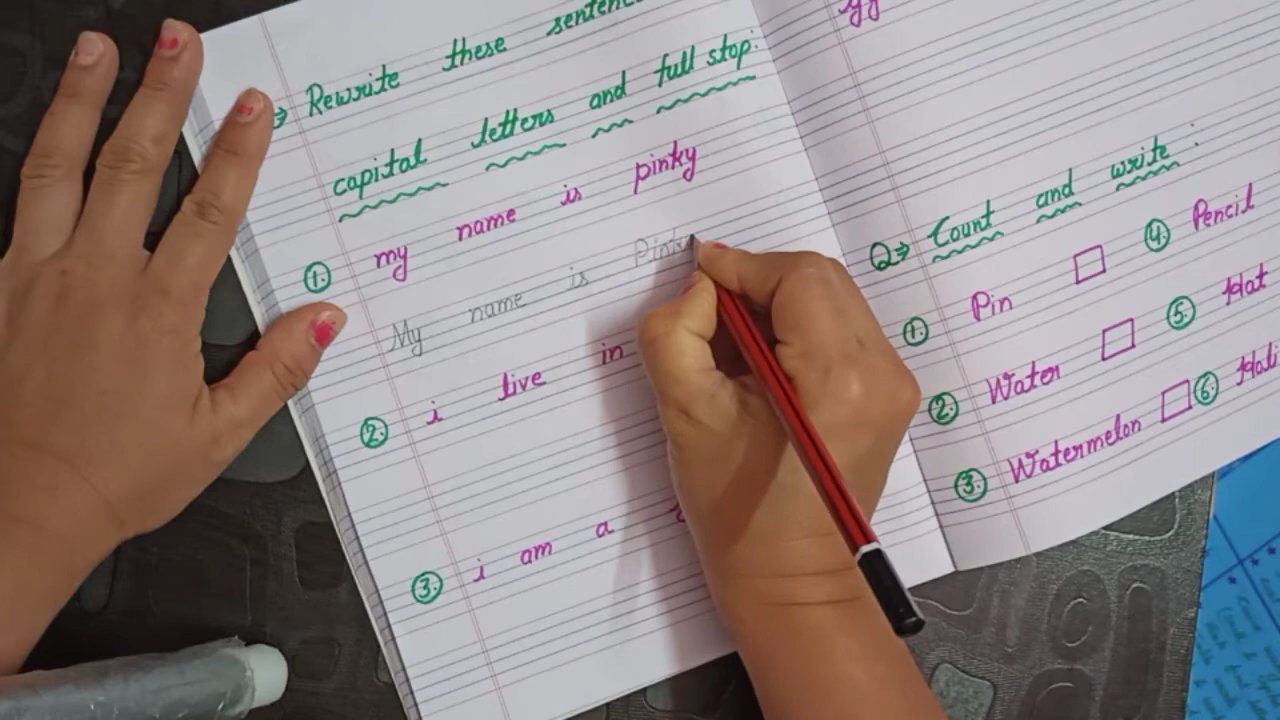 Rewrite these
capital letters and full stop:
1. my name is pinky
My name is Pinky
2. i live in
3. i am a
Q⇒ Count and write :
1. Pin
2. Water
3. Watermelon
4. Pencil
5. Hat
6.